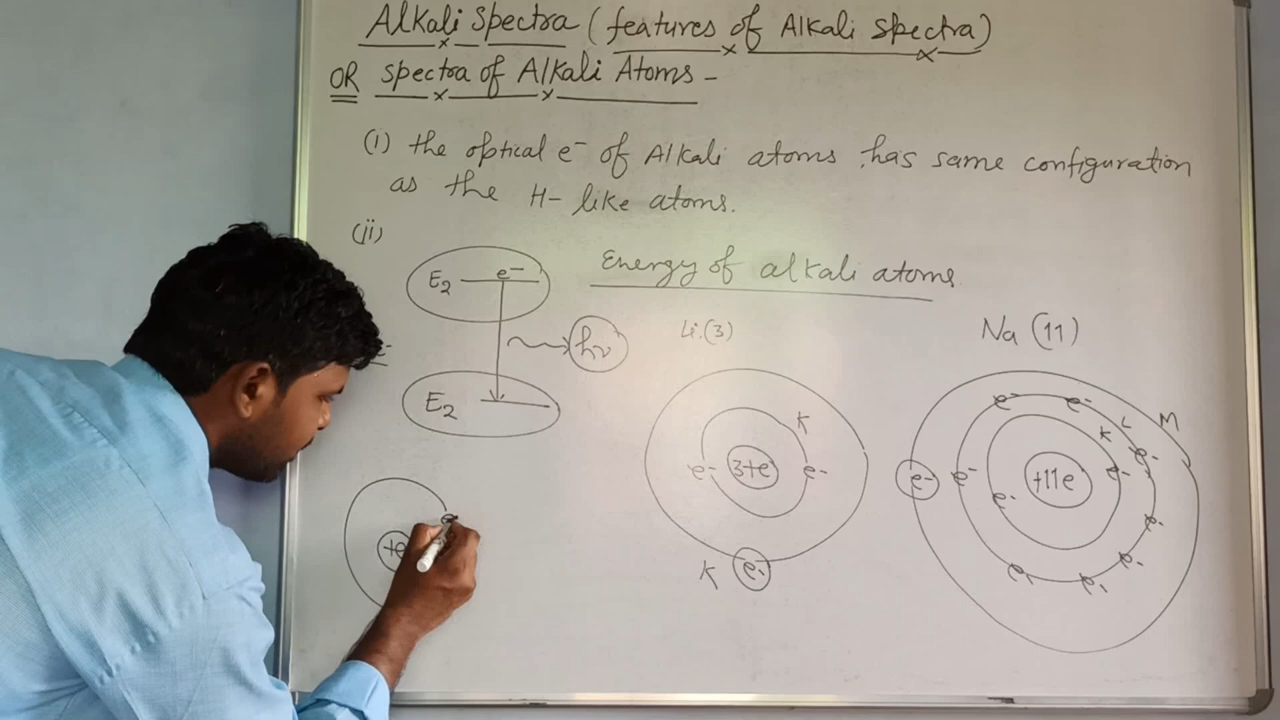 Alkali Spectra (features of Alkali spectra)
OR spectra of Alkali Atoms -
(i) the optical e⁻ of Alkali atoms has same configuration
as the H- like atoms.
(ii)
E₂ e⁻
hν
E₂
Energy of alkali atoms
Li.(3)
K
e- 3+e e-
K e-
Na (11)
e- e- L M
K e-
e- e- e- +11e e-
e-
e- e- e-
+e